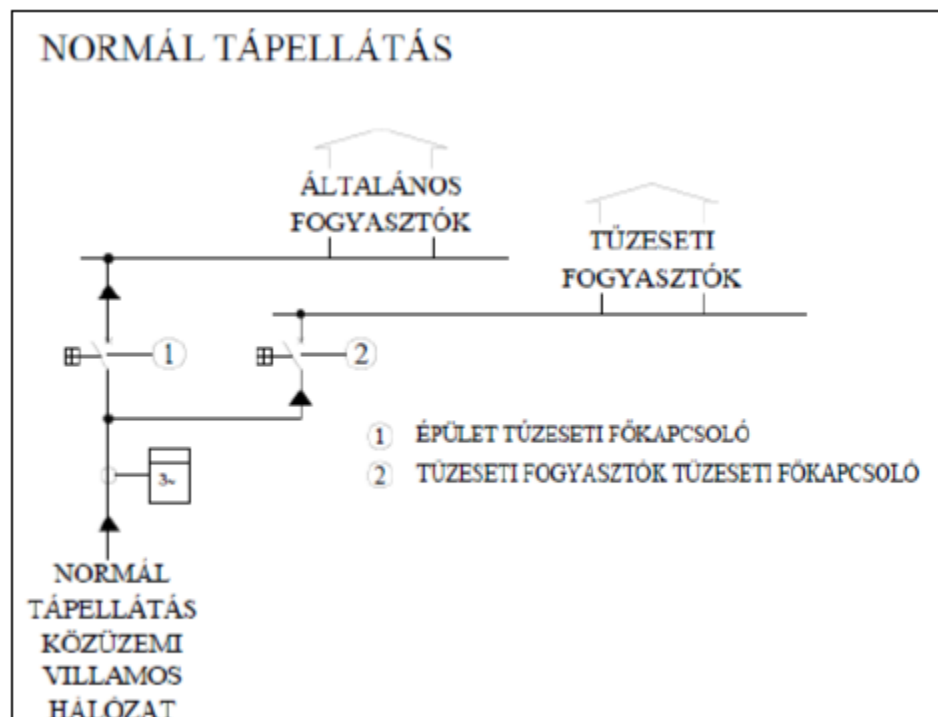 NORMÁL TÁPELLÁTÁS
ÁLTALÁNOS
FOGYASZTÓK
TŰZESETI
FOGYASZTÓK
1
2
1 ÉPÜLET TŰZESETI FŐKAPCSOLÓ
2 TŰZESETI FOGYASZTÓK TŰZESETI FŐKAPCSOLÓ
3~
NORMÁL
TÁPELLÁTÁS
KÖZÜZEMI
VILLAMOS
HÁLÓZAT